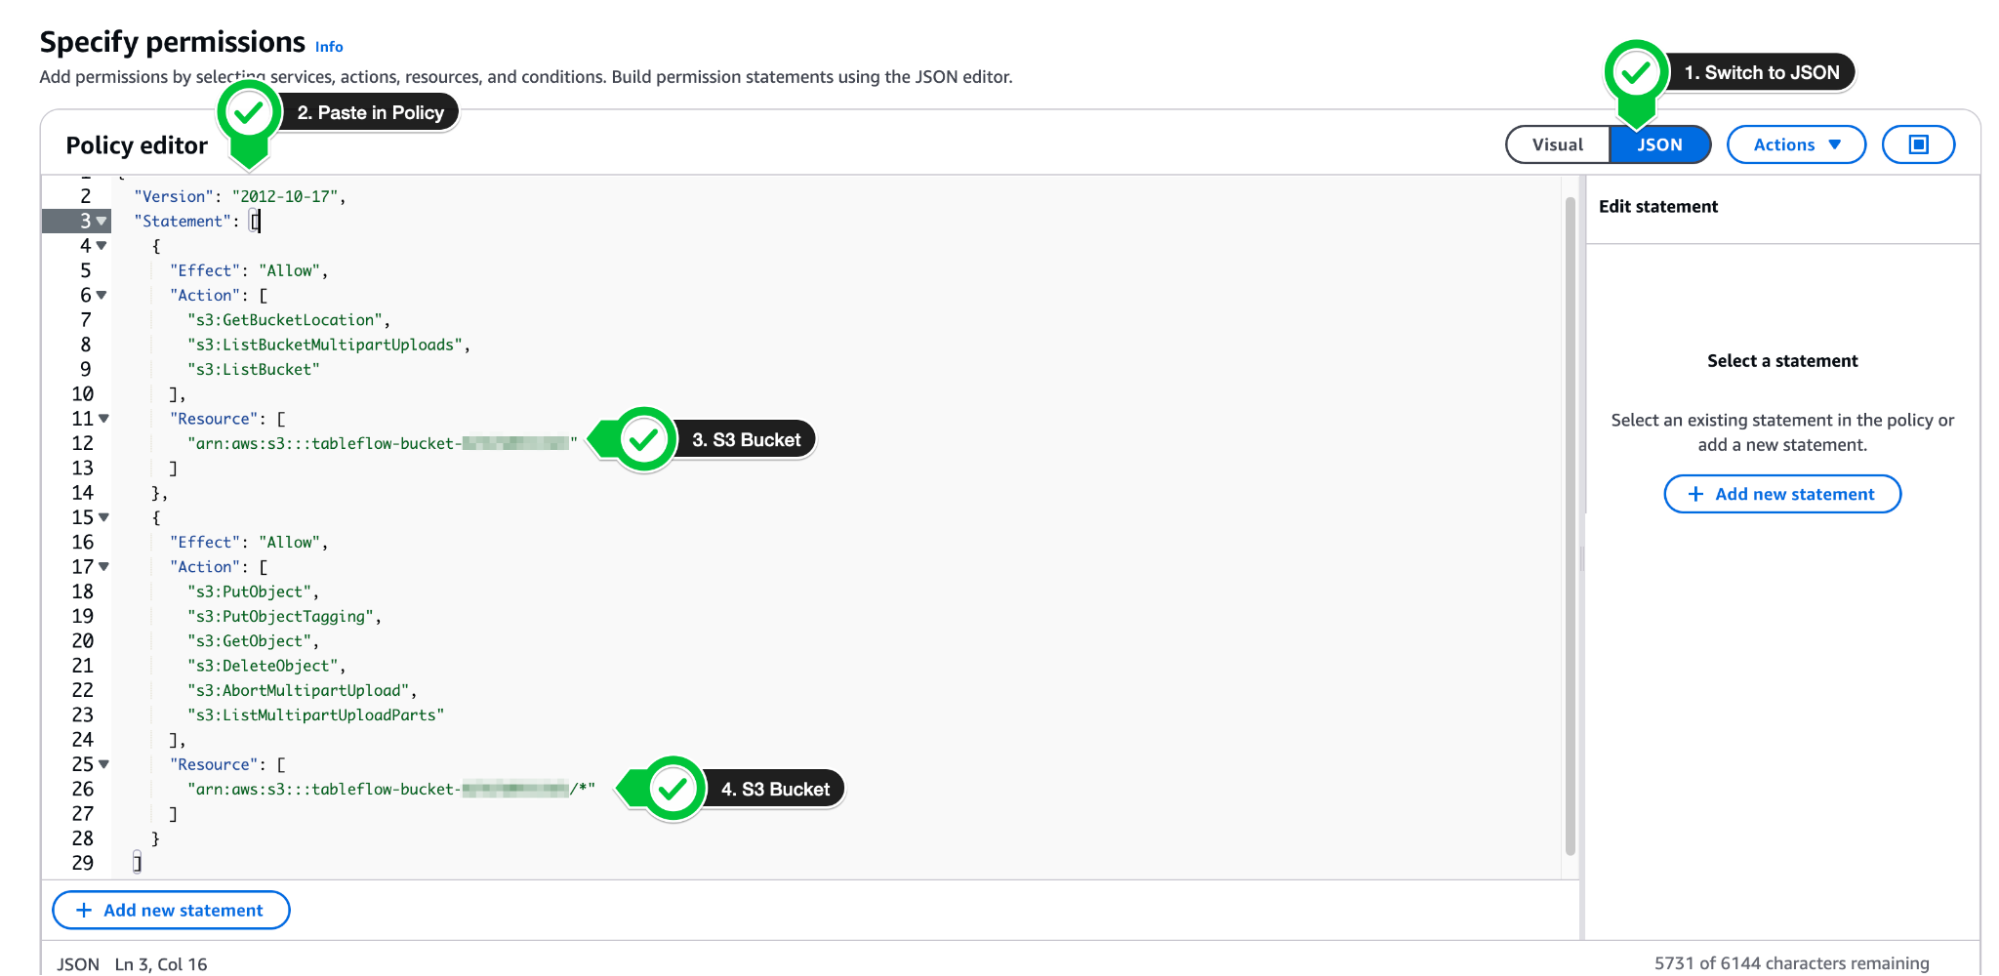 Specify permissions Info
Add permissions by selecting services, actions, resources, and conditions. Build permission statements using the JSON editor.
1. Switch to JSON
2. Paste in Policy
Policy editor
Visual JSON Actions
2 "Version": "2012-10-17",
3 "Statement": [
4 {
5 "Effect": "Allow",
6 "Action": [
7 "s3:GetBucketLocation",
8 "s3:ListBucketMultipartUploads",
9 "s3:ListBucket"
10 ],
11 "Resource": [
12 "arn:aws:s3:::tableflow-bucket- "
3. S3 Bucket
13 ]
14 },
15 {
16 "Effect": "Allow",
17 "Action": [
18 "s3:PutObject",
19 "s3:PutObjectTagging",
20 "s3:GetObject",
21 "s3:DeleteObject",
22 "s3:AbortMultipartUpload",
23 "s3:ListMultipartUploadParts"
24 ],
25 "Resource": [
26 "arn:aws:s3:::tableflow-bucket- /*"
4. S3 Bucket
27 ]
28 }
29 ]
+ Add new statement
JSON Ln 3, Col 16
Edit statement
Select a statement
Select an existing statement in the policy or
add a new statement.
+ Add new statement
5731 of 6144 characters remaining